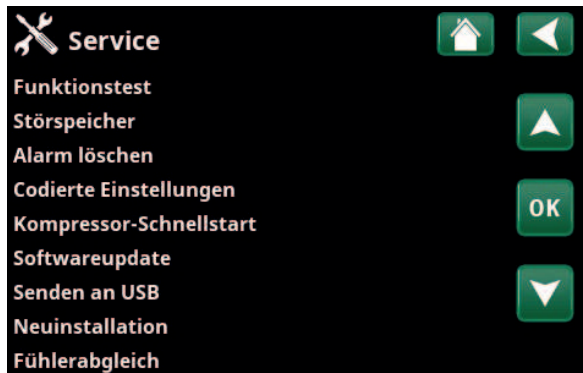 Service
Funktionstest
Störspeicher
Alarm löschen
Codierte Einstellungen
OK
Kompressor-Schnellstart
Softwareupdate
Senden an USB
Neuinstallation
Fühlerabgleich